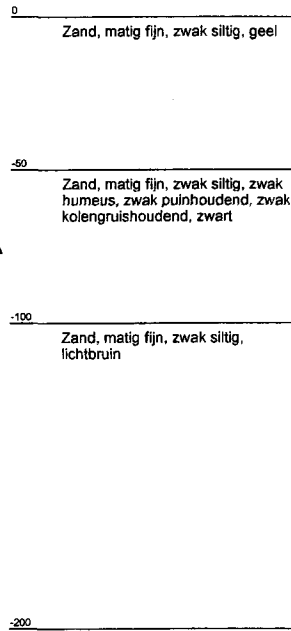 0
Zand, matig fijn, zwak siltig, geel
-50
Zand, matig fijn, zwak siltig, zwak
humeus, zwak puinhoudend, zwak
kolengruishoudend, zwart
-100
Zand, matig fijn, zwak siltig,
lichtbruin
-200